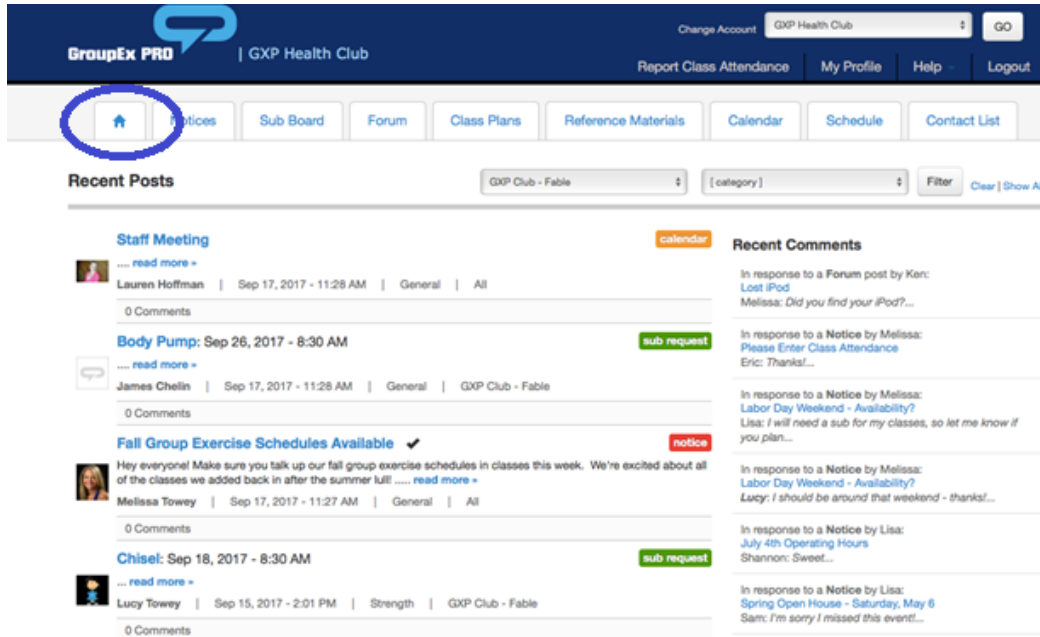 Change Account GXP Health Club GO
GroupEx PRO | GXP Health Club
Report Class Attendance My Profile Help Logout
Notices Sub Board Forum Class Plans Reference Materials Calendar Schedule Contact List
Recent Posts GXP Club - Fable [ category ] Filter Clear | Show Al
Staff Meeting calendar
.... read more »
Lauren Hoffman | Sep 17, 2017 - 11:28 AM | General | All
0 Comments
Body Pump: Sep 26, 2017 - 8:30 AM sub request
.... read more »
James Chelin | Sep 17, 2017 - 11:28 AM | General | GXP Club - Fable
0 Comments
Fall Group Exercise Schedules Available ✔ notice
Hey everyone! Make sure you talk up our fall group exercise schedules in classes this week. We're excited about all
of the classes we added back in after the summer lull! ..... read more »
Melissa Towey | Sep 17, 2017 - 11:27 AM | General | All
0 Comments
Chisel: Sep 18, 2017 - 8:30 AM sub request
... read more »
Lucy Towey | Sep 15, 2017 - 2:01 PM | Strength | GXP Club - Fable
0 Comments
Recent Comments
In response to a Forum post by Ken:
Lost iPod
Melissa: Did you find your iPod?...
In response to a Notice by Melissa:
Please Enter Class Attendance
Eric: Thanks!...
In response to a Notice by Melissa:
Labor Day Weekend - Availability?
Lisa: I will need a sub for my classes, so let me know if
you plan...
In response to a Notice by Melissa:
Labor Day Weekend - Availability?
Lucy: I should be around that weekend - thanks!...
In response to a Notice by Lisa:
July 4th Operating Hours
Shannon: Sweet...
In response to a Notice by Lisa:
Spring Open House - Saturday, May 6
Sam: I'm sorry I missed this event!...